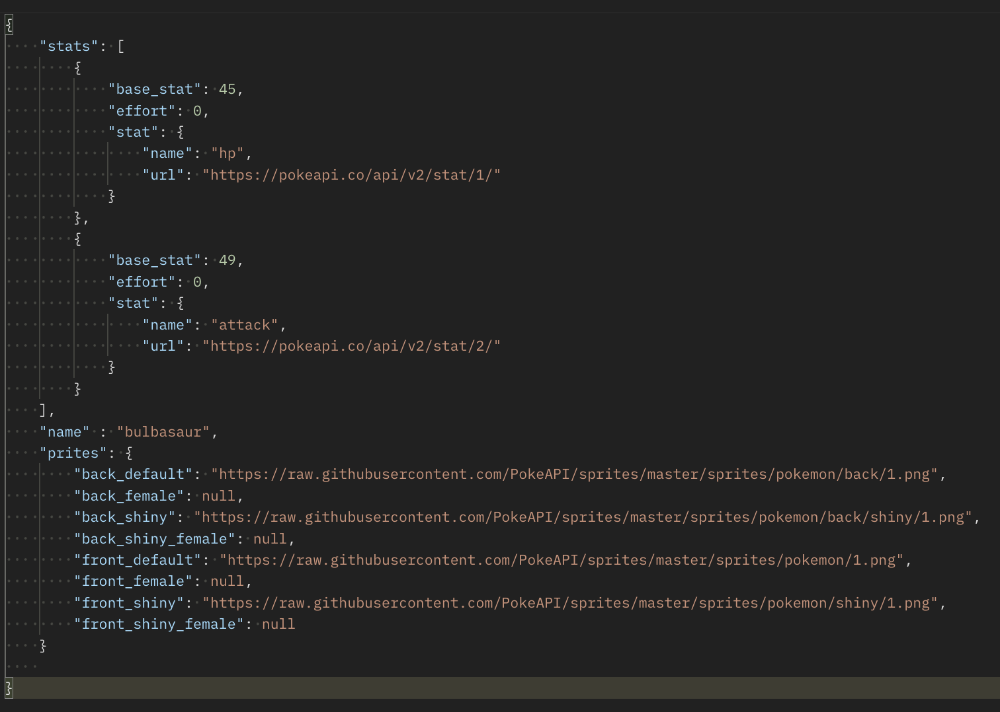 {
    "stats": [
        {
            "base_stat": 45,
            "effort": 0,
            "stat": {
                "name": "hp",
                "url": "https://pokeapi.co/api/v2/stat/1/"
            }
        },
        {
            "base_stat": 49,
            "effort": 0,
            "stat": {
                "name": "attack",
                "url": "https://pokeapi.co/api/v2/stat/2/"
            }
        }
    ],
    "name" : "bulbasaur",
    "prites": {
        "back_default": "https://raw.githubusercontent.com/PokeAPI/sprites/master/sprites/pokemon/back/1.png",
        "back_female": null,
        "back_shiny": "https://raw.githubusercontent.com/PokeAPI/sprites/master/sprites/pokemon/back/shiny/1.png",
        "back_shiny_female": null,
        "front_default": "https://raw.githubusercontent.com/PokeAPI/sprites/master/sprites/pokemon/1.png",
        "front_female": null,
        "front_shiny": "https://raw.githubusercontent.com/PokeAPI/sprites/master/sprites/pokemon/shiny/1.png",
        "front_shiny_female": null
    }
    
}